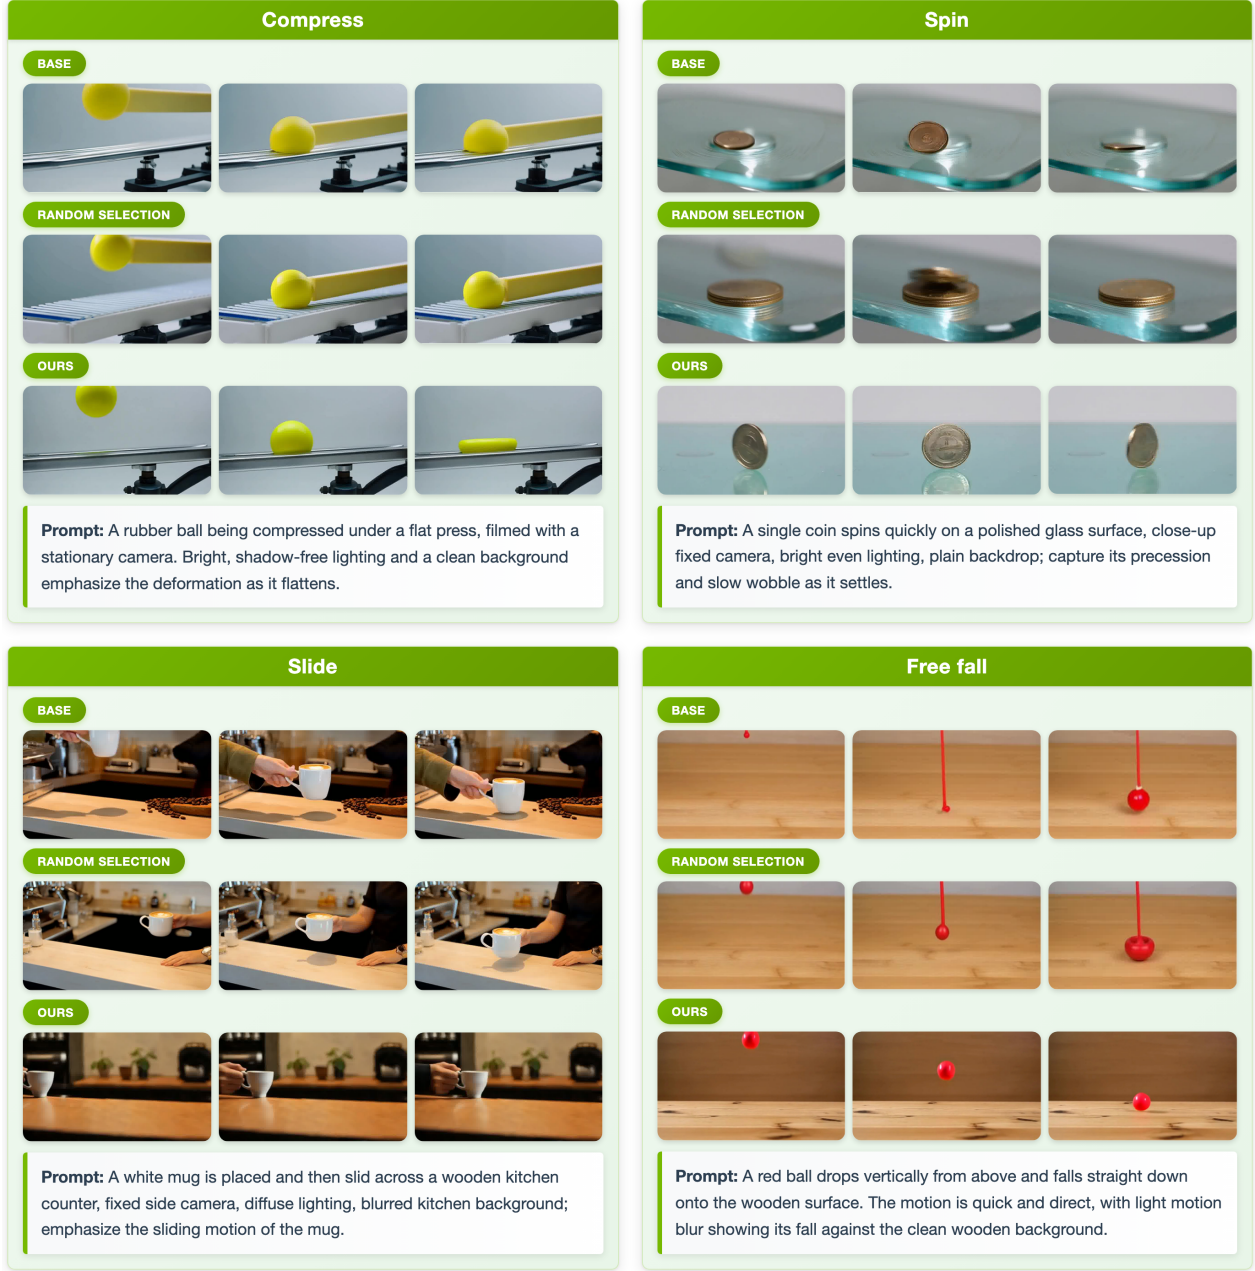 Compress
BASE
RANDOM SELECTION
OURS
Prompt: A rubber ball being compressed under a flat press, filmed with a
stationary camera. Bright, shadow-free lighting and a clean background
emphasize the deformation as it flattens.
Spin
BASE
RANDOM SELECTION
OURS
Prompt: A single coin spins quickly on a polished glass surface, close-up
fixed camera, bright even lighting, plain backdrop; capture its precession
and slow wobble as it settles.
Slide
BASE
RANDOM SELECTION
OURS
Prompt: A white mug is placed and then slid across a wooden kitchen
counter, fixed side camera, diffuse lighting, blurred kitchen background;
emphasize the sliding motion of the mug.
Free fall
BASE
RANDOM SELECTION
OURS
Prompt: A red ball drops vertically from above and falls straight down
onto the wooden surface. The motion is quick and direct, with light motion
blur showing its fall against the clean wooden background.